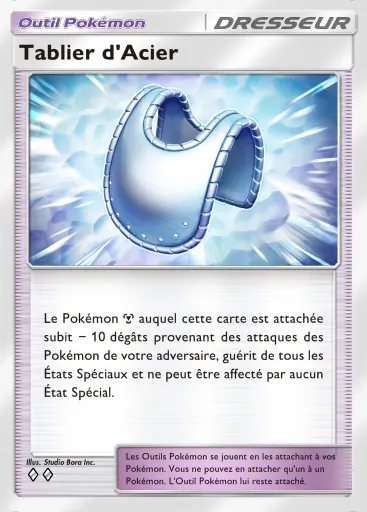 Outil Pokémon
DRESSEUR
Tablier d'Acier
Le Pokémon auquel cette carte est attachée
subit – 10 dégâts provenant des attaques des
Pokémon de votre adversaire, guérit de tous les
États Spéciaux et ne peut être affecté par aucun
État Spécial.
Illus. Studio Bora Inc.
Les Outils Pokémon se jouent en les attachant à vos
Pokémon. Vous ne pouvez en attacher qu'un à un
Pokémon. L'Outil Pokémon lui reste attaché.